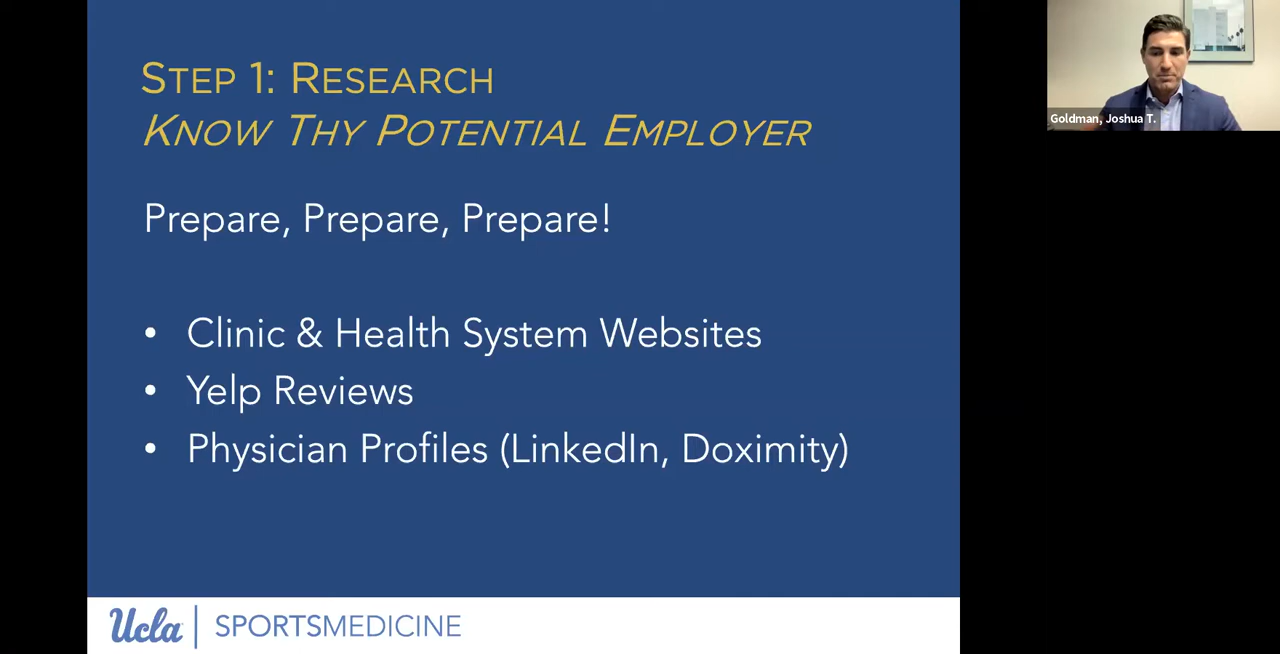 STEP 1: RESEARCH
KNOW THY POTENTIAL EMPLOYER
Prepare, Prepare, Prepare!
• Clinic & Health System Websites
• Yelp Reviews
• Physician Profiles (LinkedIn, Doximity)
Ucla | SPORTSMEDICINE
Goldman, Joshua T.